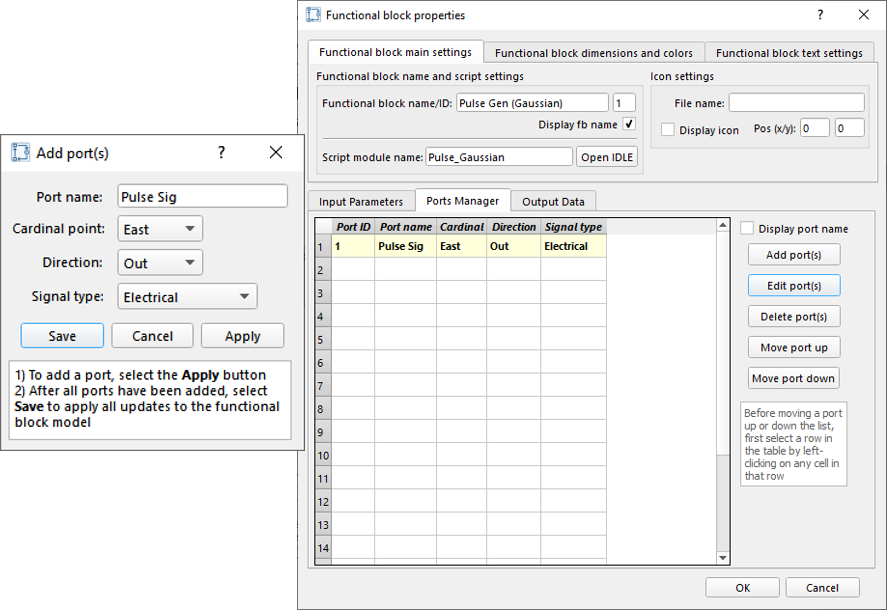 Functional block properties
?
Functional block main settings
Functional block dimensions and colors
Functional block text settings
Functional block name and script settings
Functional block name/ID:
Pulse Gen (Gaussian)
1
Display fb name
Script module name:
Pulse_Gaussian
Open IDLE
Icon settings
File name:
Display icon
Pos (x/y):
0
0
Add port(s)
?
Port name:
Pulse Sig
Cardinal point:
East
Direction:
Out
Signal type:
Electrical
Save
Cancel
Apply
1) To add a port, select the Apply button
2) After all ports have been added, select
Save to apply all updates to the functional
block model
Input Parameters
Ports Manager
Output Data
Port ID Port name Cardinal Direction Signal type
1 1 Pulse Sig East Out Electrical
2
3
4
5
6
7
8
9
10
11
12
13
14
Display port name
Add port(s)
Edit port(s)
Delete port(s)
Move port up
Move port down
Before moving a port
up or down the list,
first select a row in
the table by left-
clicking on any cell in
that row
OK
Cancel